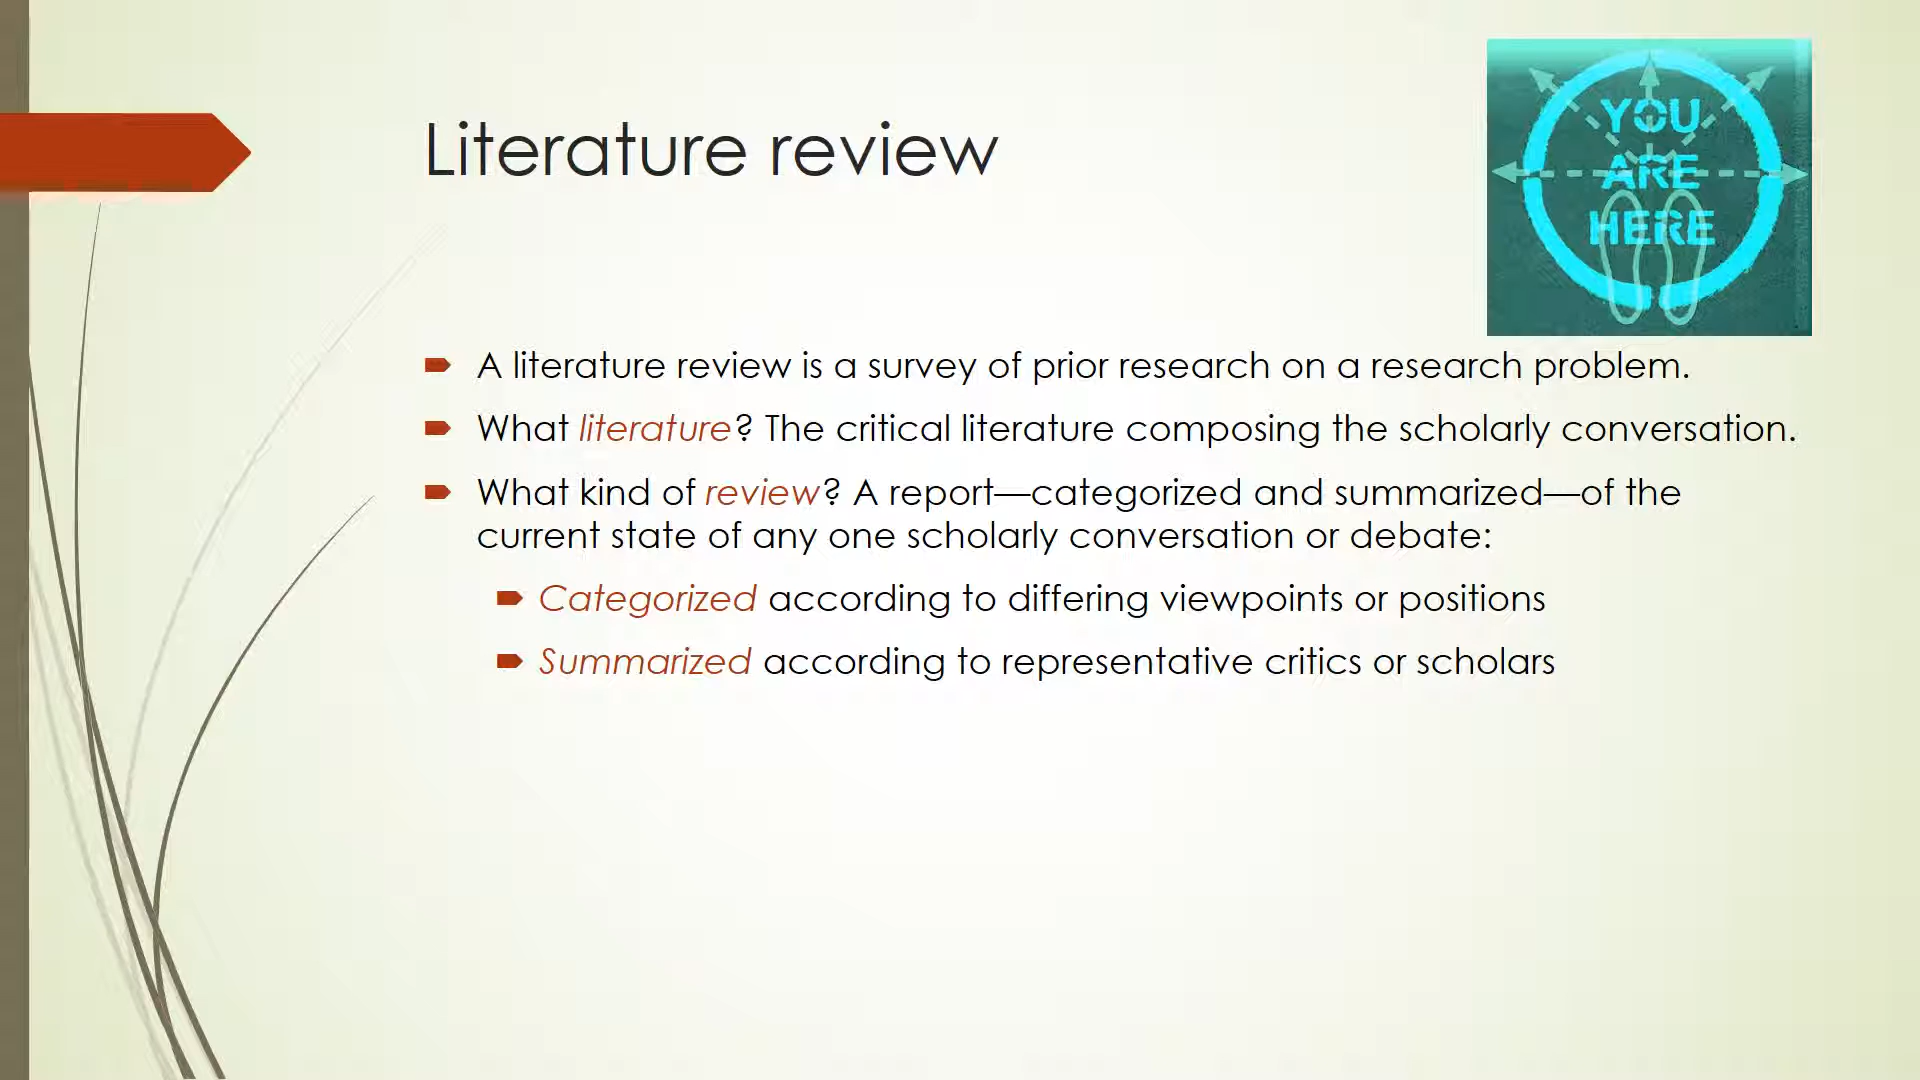 Literature review
YOU
ARE
HERE
A literature review is a survey of prior research on a research problem.
What literature? The critical literature composing the scholarly conversation.
What kind of review? A report—categorized and summarized—of the
current state of any one scholarly conversation or debate:
Categorized according to differing viewpoints or positions
Summarized according to representative critics or scholars